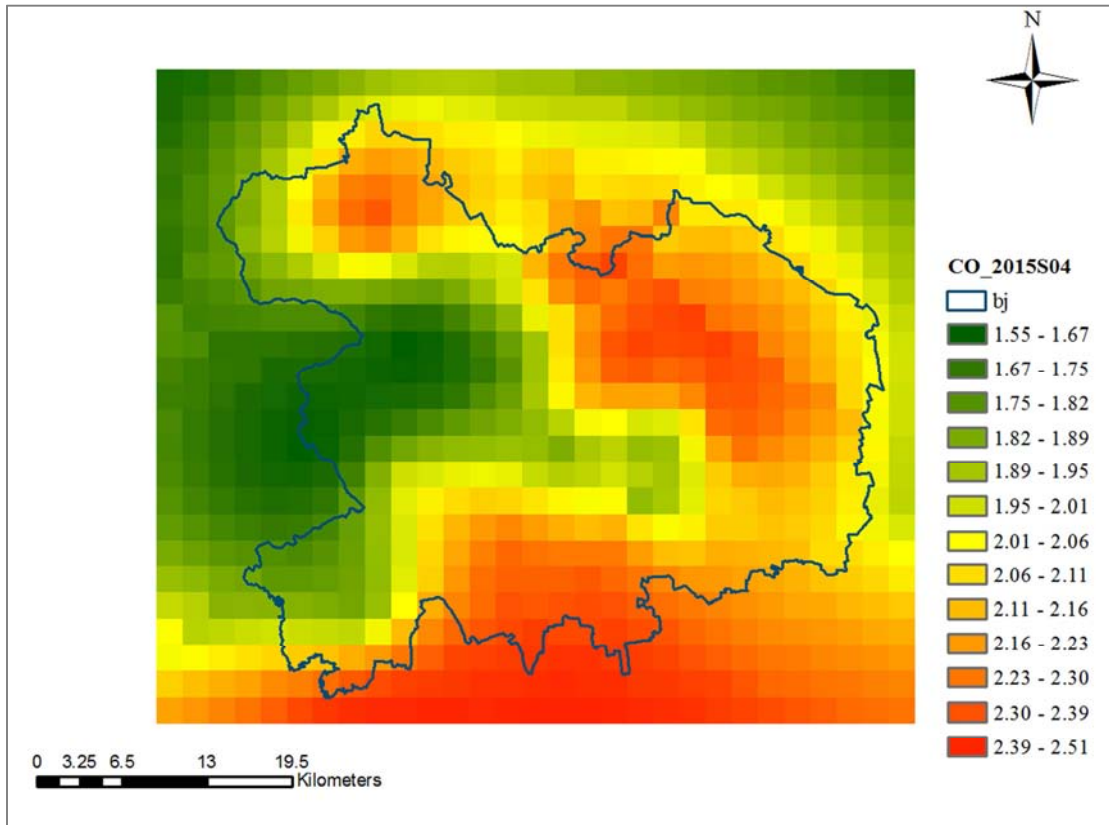 N
CO_2015S04
bj
1.55 - 1.67
1.67 - 1.75
1.75 - 1.82
1.82 - 1.89
1.89 - 1.95
1.95 - 2.01
2.01 - 2.06
2.06 - 2.11
2.11 - 2.16
2.16 - 2.23
2.23 - 2.30
2.30 - 2.39
2.39 - 2.51
0 3.25 6.5 13 19.5
Kilometers